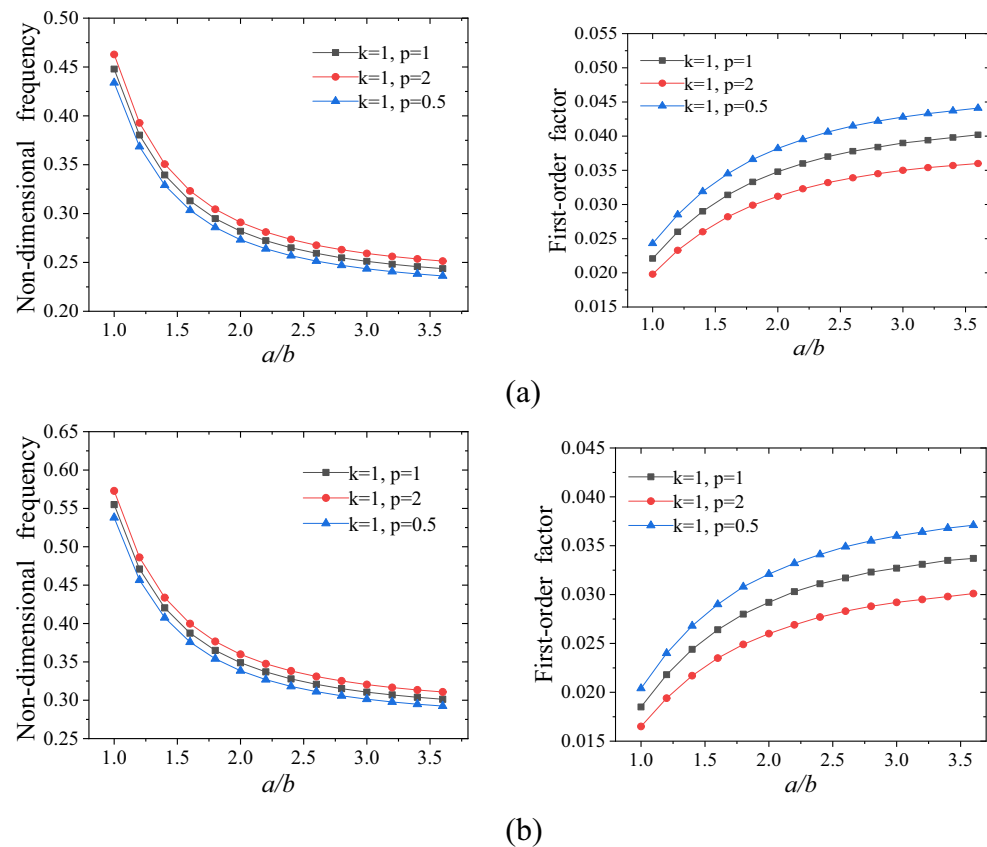 Non-dimensional frequency
0.50
0.45
0.40
0.35
0.30
0.25
0.20
k=1, p=1
k=1, p=2
k=1, p=0.5
1.0 1.5 2.0 2.5 3.0 3.5
a/b
First-order factor
0.055
0.050
0.045
0.040
0.035
0.030
0.025
0.020
0.015
k=1, p=1
k=1, p=2
k=1, p=0.5
1.0 1.5 2.0 2.5 3.0 3.5
a/b
(a)
Non-dimensional frequency
0.65
0.60
0.55
0.50
0.45
0.40
0.35
0.30
0.25
k=1, p=1
k=1, p=2
k=1, p=0.5
1.0 1.5 2.0 2.5 3.0 3.5
a/b
First-order factor
0.045
0.040
0.035
0.030
0.025
0.020
0.015
k=1, p=1
k=1, p=2
k=1, p=0.5
1.0 1.5 2.0 2.5 3.0 3.5
a/b
(b)